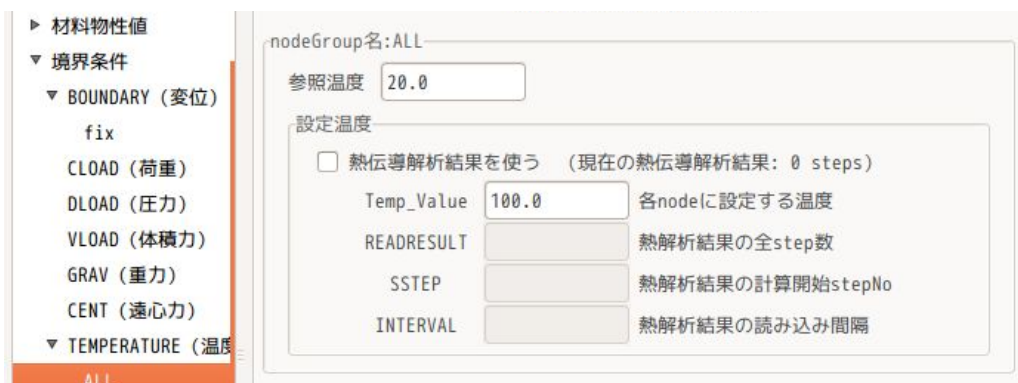 ▶ 材料物性値
▼ 境界条件
▼ BOUNDARY (変位)
fix
CLOAD (荷重)
DLOAD (圧力)
VLOAD (体積力)
GRAV (重力)
CENT (遠心力)
▼ TEMPERATURE (温度
ALL
nodeGroup名:ALL
参照温度 20.0
設定温度
熱伝導解析結果を使う (現在の熱伝導解析結果: 0 steps)
Temp_Value 100.0 各nodeに設定する温度
READRESULT 熱解析結果の全step数
SSTEP 熱解析結果の計算開始stepNo
INTERVAL 熱解析結果の読み込み間隔